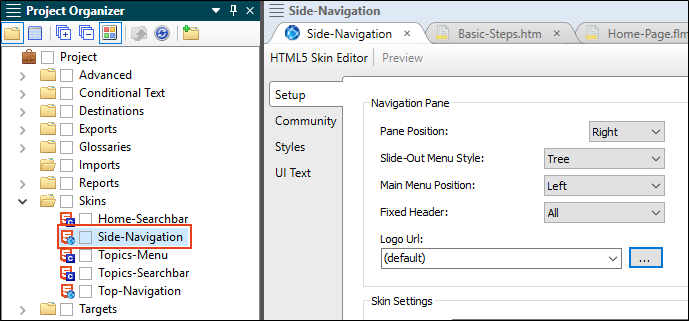 Project Organizer
Project
Advanced
Conditional Text
Destinations
Exports
Glossaries
Imports
Reports
Skins
Home-Searchbar
Side-Navigation
Topics-Menu
Topics-Searchbar
Top-Navigation
Targets
Side-Navigation
Side-Navigation
Basic-Steps.htm
Home-Page.flm
HTML5 Skin Editor
Preview
Setup
Community
Styles
UI Text
Navigation Pane
Pane Position:
Right
Slide-Out Menu Style:
Tree
Main Menu Position:
Left
Fixed Header:
All
Logo Url:
(default)
...
Skin Settings